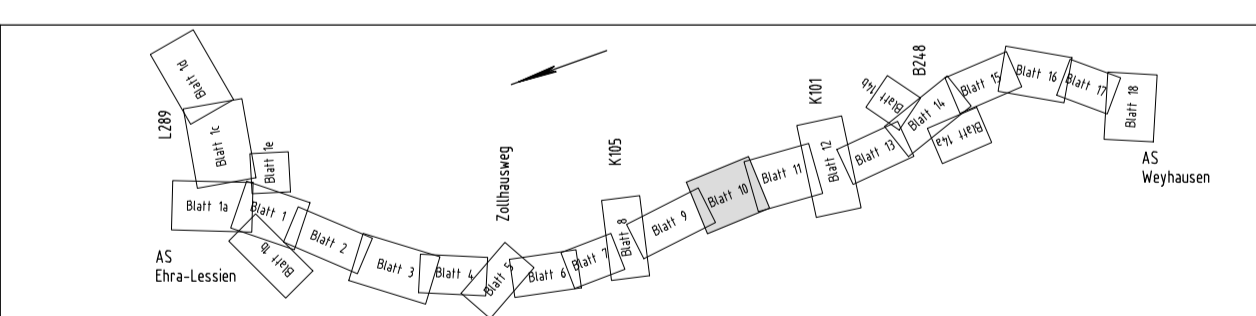 Blatt 1d
L289
Blatt 1c
Blatt 1e
Blatt 1a
Blatt 1
Blatt 1b
AS
Ehra-Lessien
Blatt 2
Blatt 3
Blatt 4
Blatt 5
Zollhausweg
Blatt 6
Blatt 7
Blatt 8
K105
Blatt 9
Blatt 10
Blatt 11
K101
Blatt 12
Blatt 13
Blatt 14b
B248
Blatt 14
Blatt 14a
Blatt 15
Blatt 16
Blatt 17
Blatt 18
AS
Weyhausen